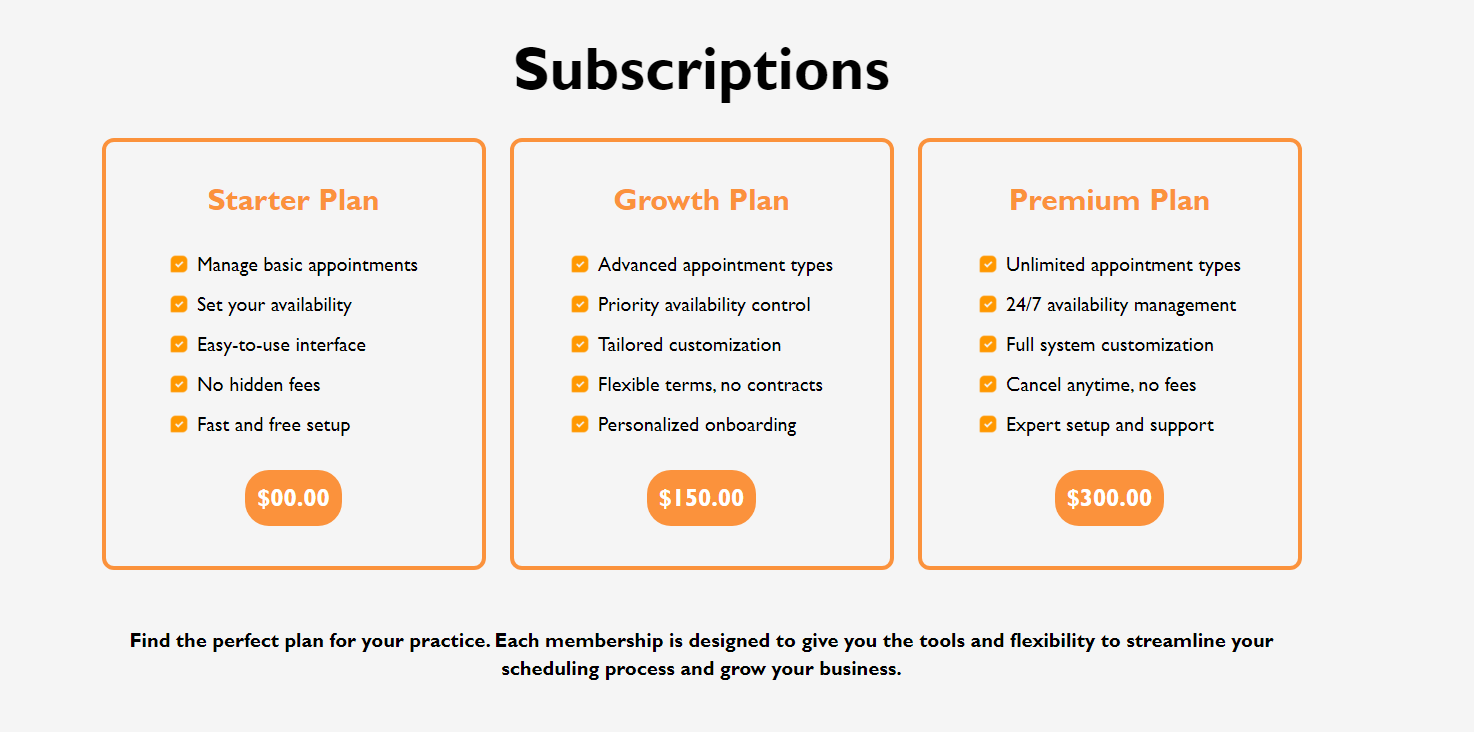 Subscriptions
Starter Plan
Manage basic appointments
Set your availability
Easy-to-use interface
No hidden fees
Fast and free setup
$00.00
Growth Plan
Advanced appointment types
Priority availability control
Tailored customization
Flexible terms, no contracts
Personalized onboarding
$150.00
Premium Plan
Unlimited appointment types
24/7 availability management
Full system customization
Cancel anytime, no fees
Expert setup and support
$300.00
Find the perfect plan for your practice. Each membership is designed to give you the tools and flexibility to streamline your
scheduling process and grow your business.